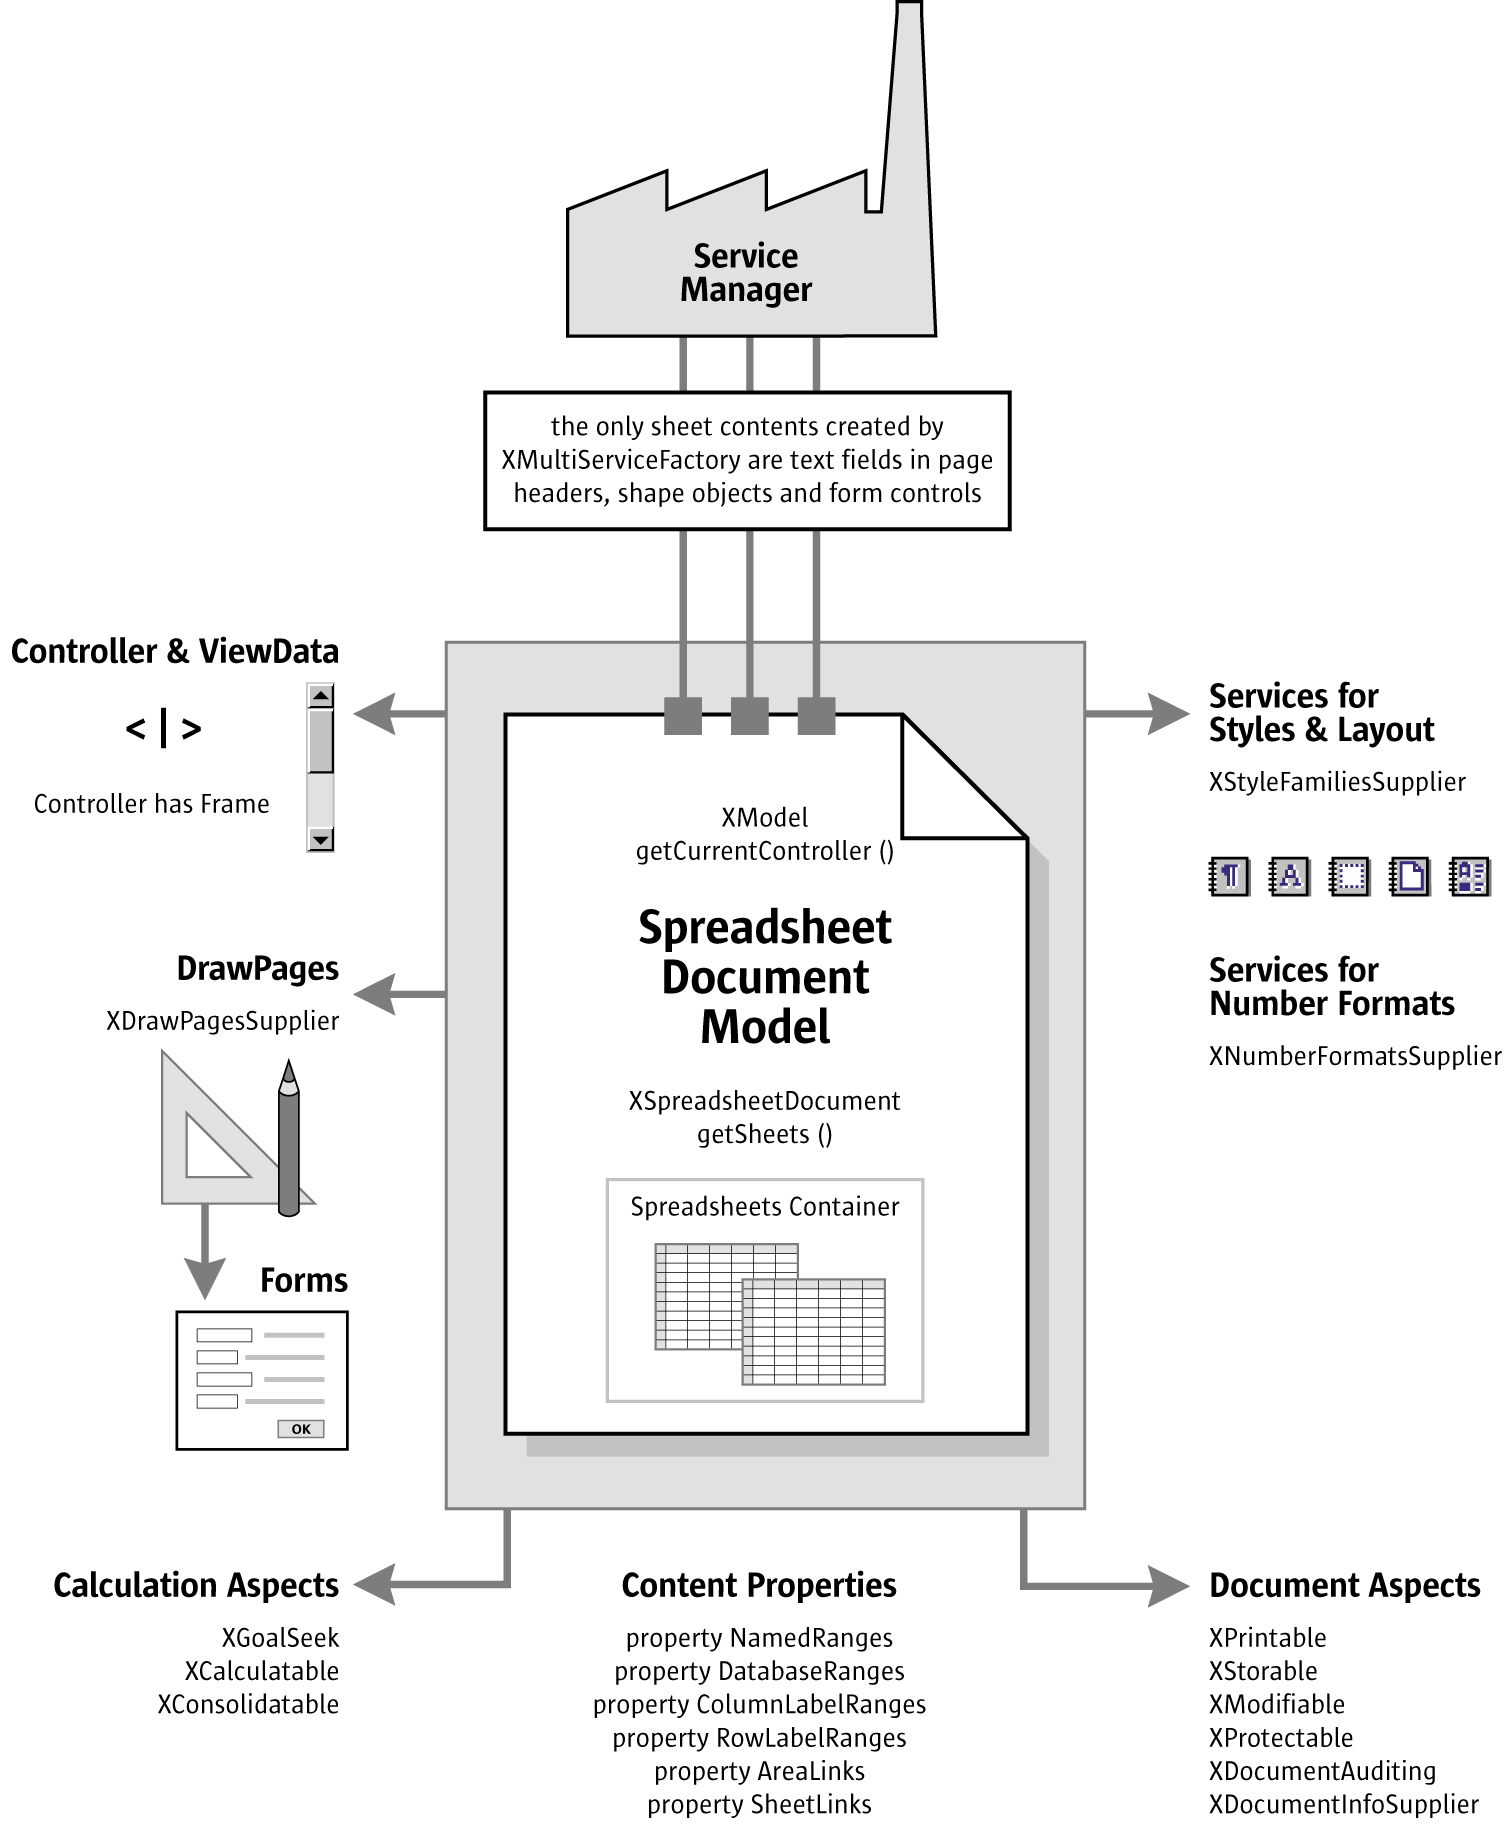 Service
Manager
the only sheet contents created by
XMultiServiceFactory are text fields in page
headers, shape objects and form controls
Controller & ViewData
< | >
Controller has Frame
DrawPages
XDrawPagesSupplier
Forms
OK
XModel
getCurrentController ()
Spreadsheet
Document
Model
XSpreadsheetDocument
getSheets ()
Spreadsheets Container
Services for
Styles & Layout
XStyleFamiliesSupplier
¶ A A
Services for
Number Formats
XNumberFormatsSupplier
Calculation Aspects
XGoalSeek
XCalculatable
XConsolidatable
Content Properties
property NamedRanges
property DatabaseRanges
property ColumnLabelRanges
property RowLabelRanges
property AreaLinks
property SheetLinks
Document Aspects
XPrintable
XStorable
XModifiable
XProtectable
XDocumentAuditing
XDocumentInfoSupplier